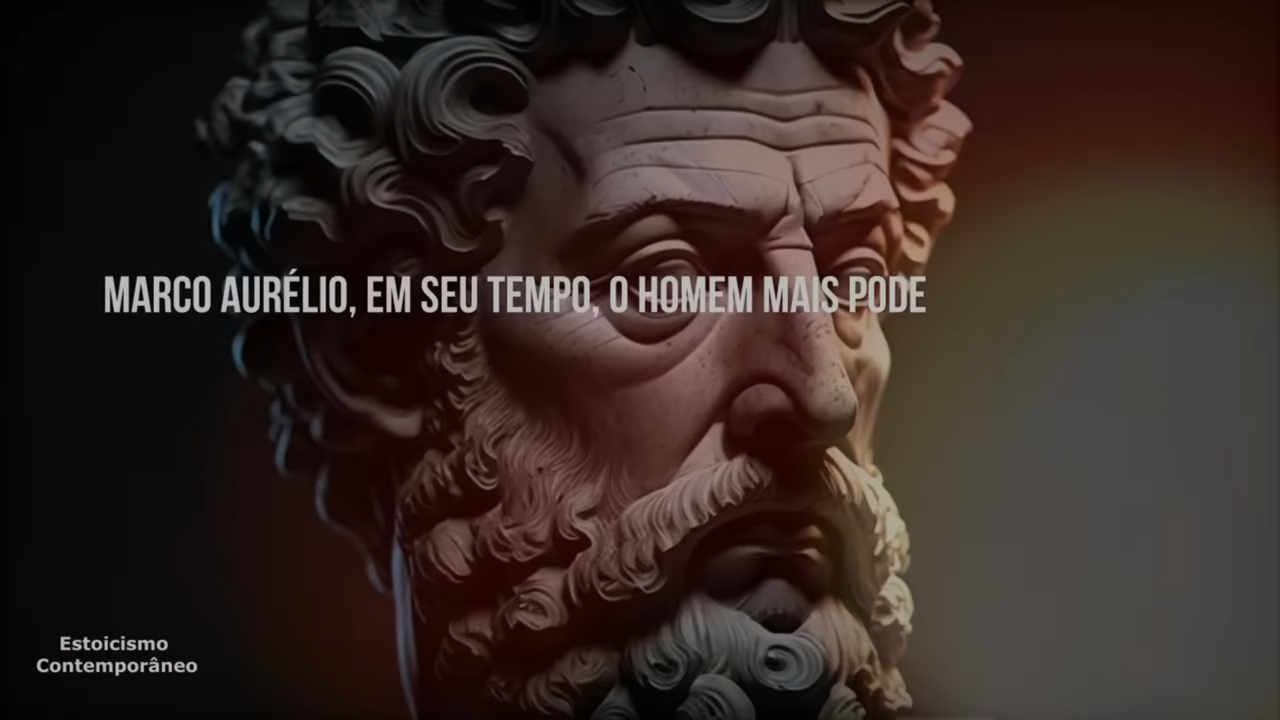 MARCO AURÉLIO, EM SEU TEMPO, O HOMEM MAIS PODE
Estoicismo
Contemporâneo